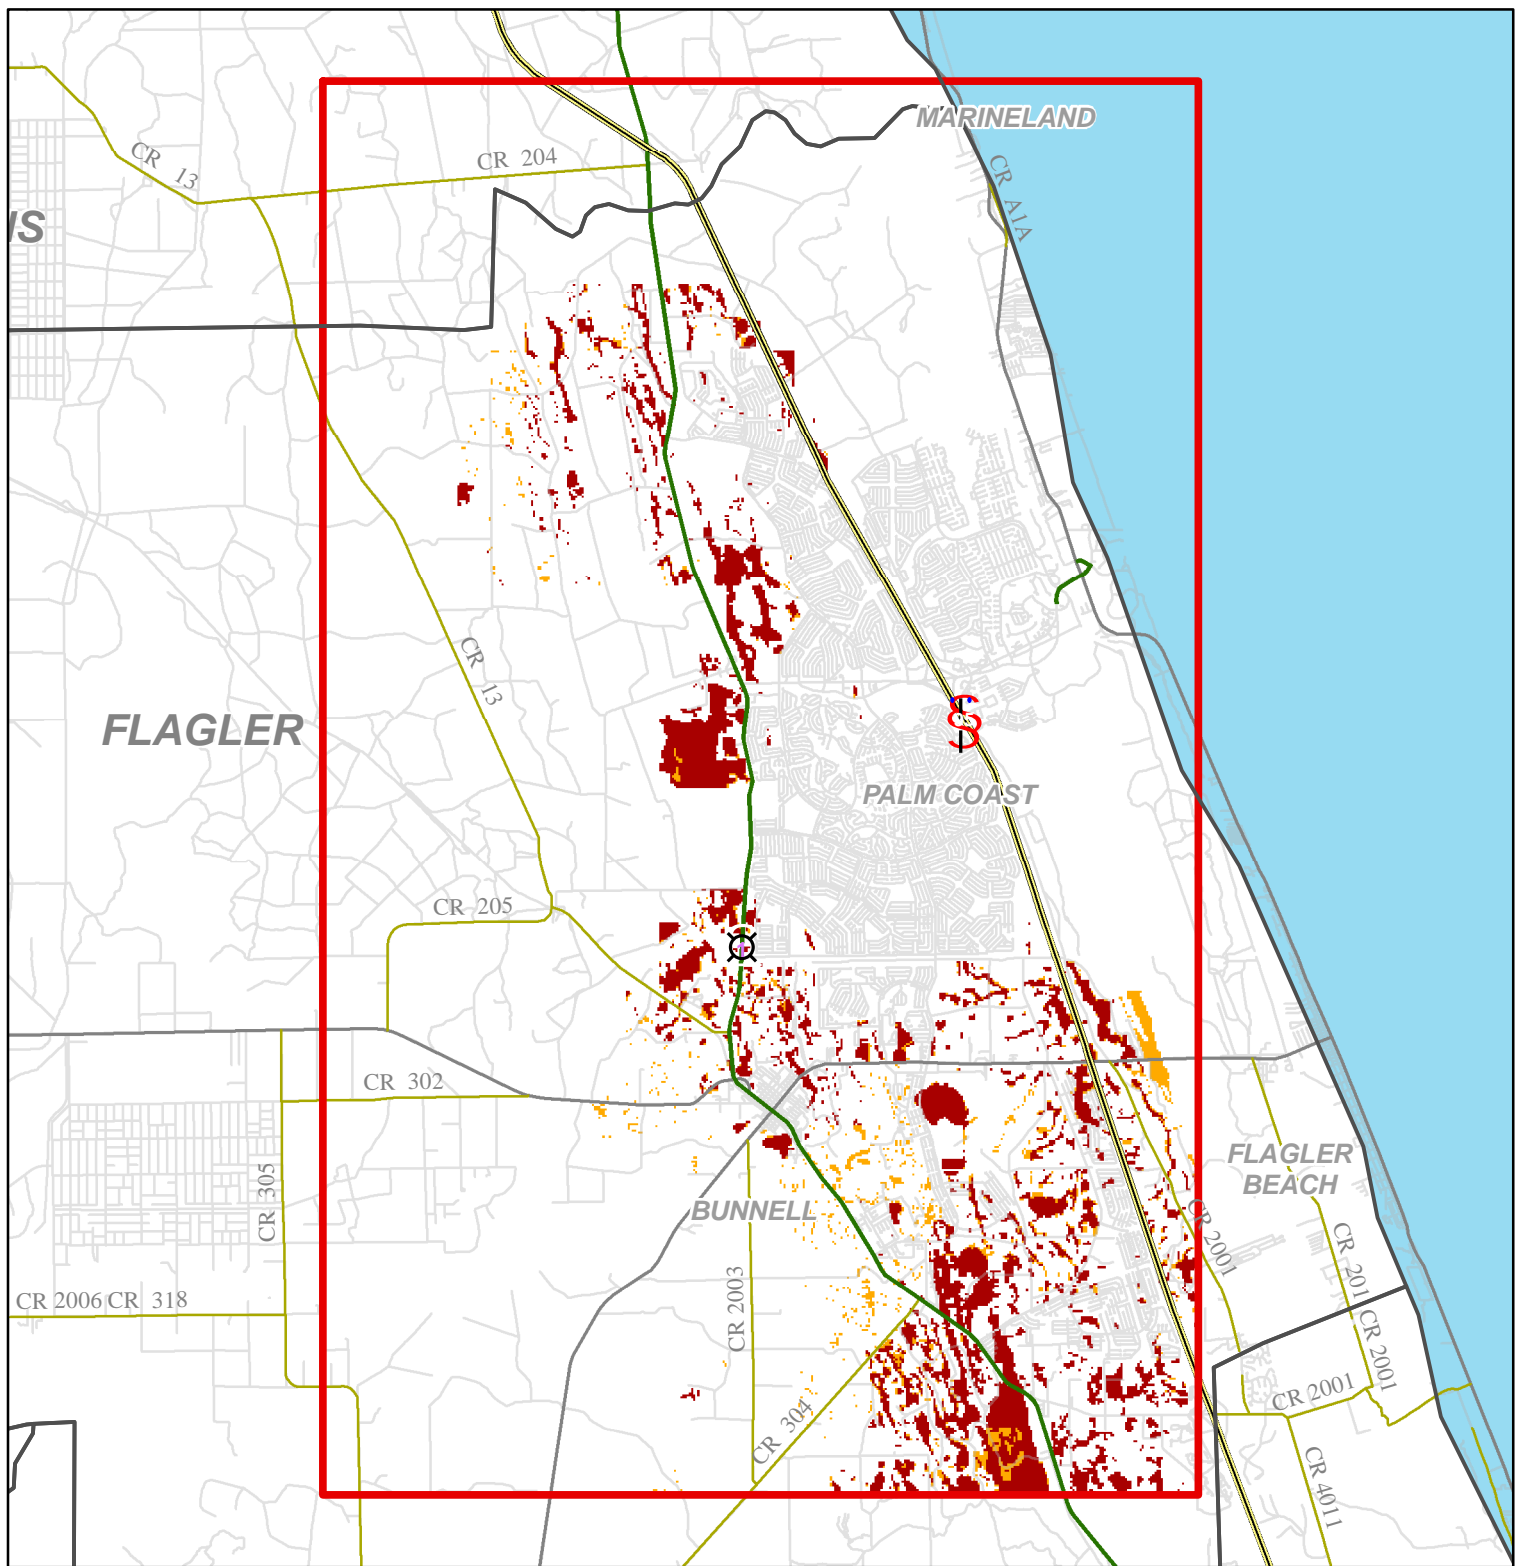 MARINELAND
CR 13
CR 204
CR A1A
IS
CR 13
FLAGLER
PALM COAST
CR 205
CR 302
CR 305
FLAGLER
BEACH
BUNNELL
CR 2001
CR 2003
CR 201
CR 2006 CR 318
CR 2001
CR 2001
CR 304
CR 4011